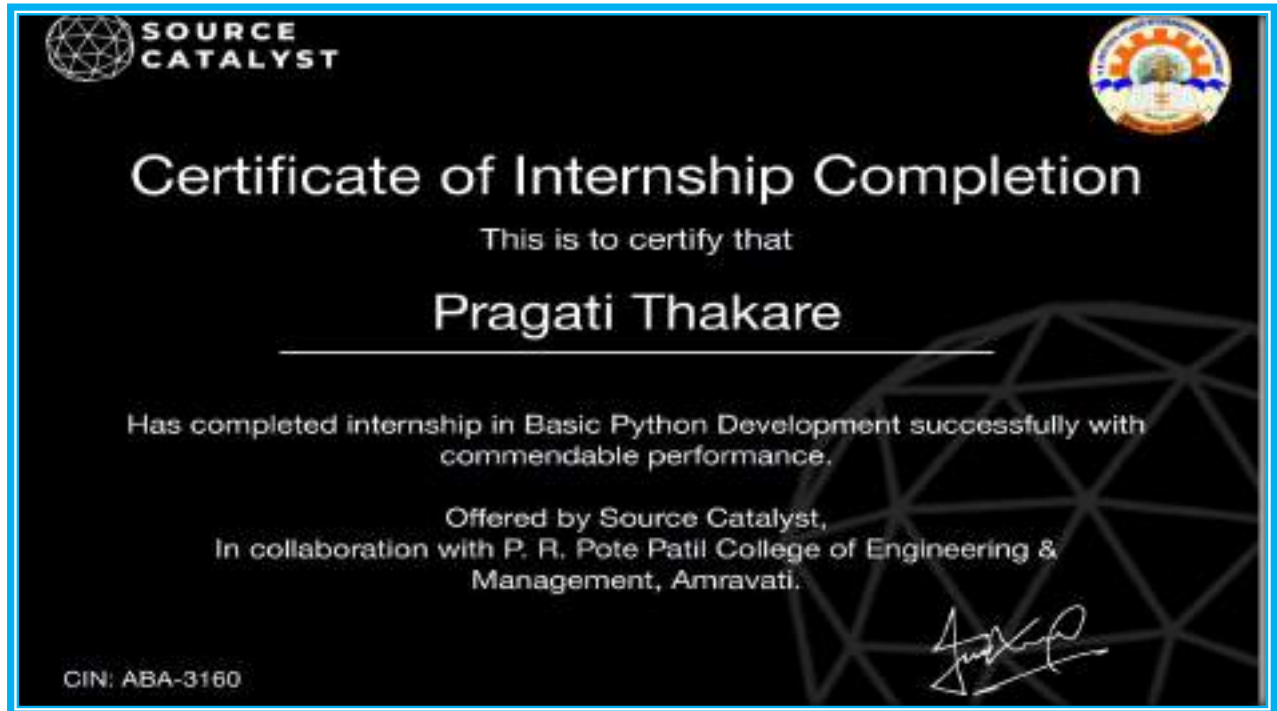 SOURCE
CATALYST
Certificate of Internship Completion
This is to certify that
Pragati Thakare
Has completed internship in Basic Python Development successfully with
commendable performance.
Offered by Source Catalyst,
In collaboration with P. R. Pote Patil College of Engineering &
Management, Amravati.
CIN: ABA-3160